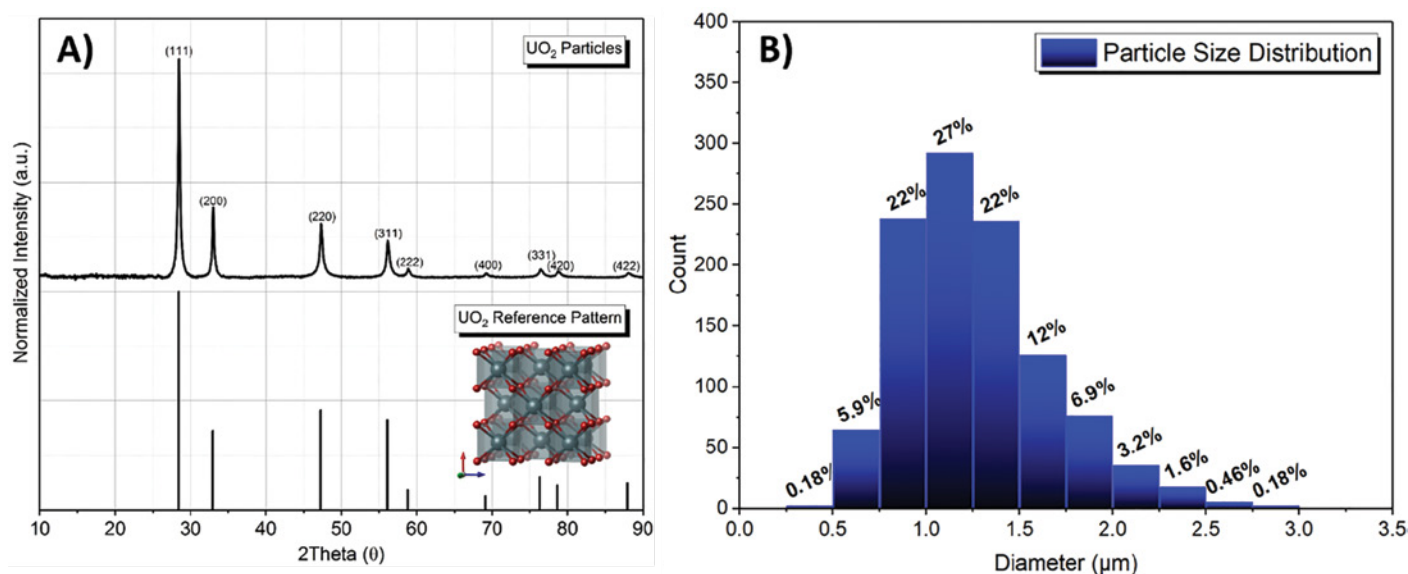 A)
UO₂ Particles
(111)
(200)
(220)
(311)
(222)
(400)
(331)
(420)
(422)
UO₂ Reference Pattern
Normalized Intensity (a.u.)
10 20 30 40 50 60 70 80 90
2Theta (θ)
B)
Particle Size Distribution
400
350
300
250
200
150
100
50
0
Count
0.18%
5.9%
22%
27%
22%
12%
6.9%
3.2%
1.6%
0.46%
0.18%
0.0 0.5 1.0 1.5 2.0 2.5 3.0 3.5
Diameter (µm)